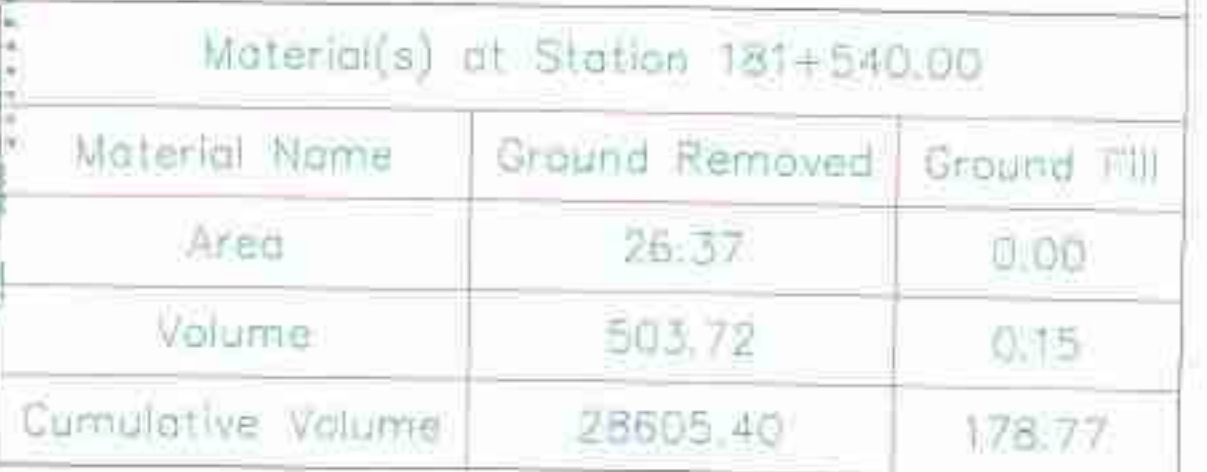 Material(s) at Station 181+540.00
Material Name Ground Removed Ground Fill
Area 26.37 0.00
Volume 503.72 0.15
Cumulative Volume 28605.40 178.77